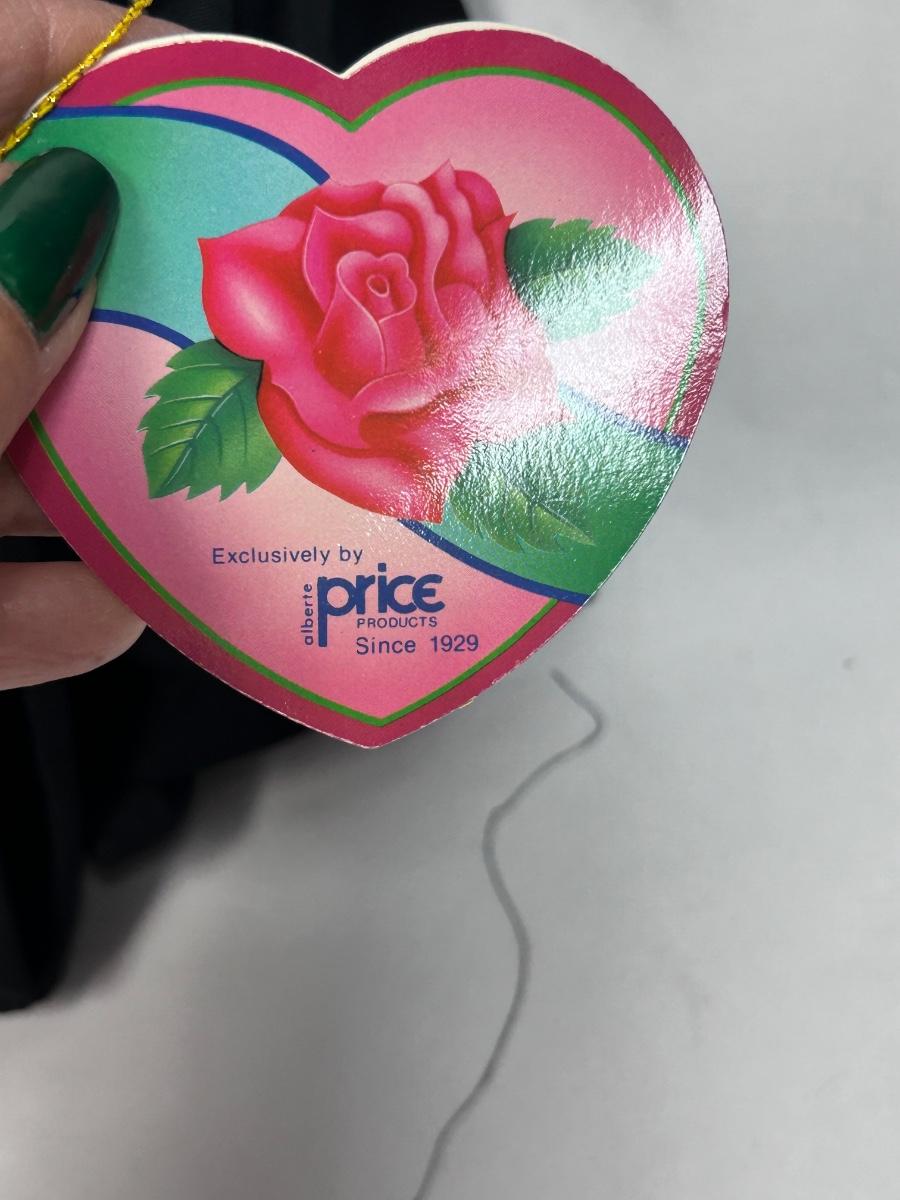 Exclusively by
alberte price
PRODUCTS
Since 1929